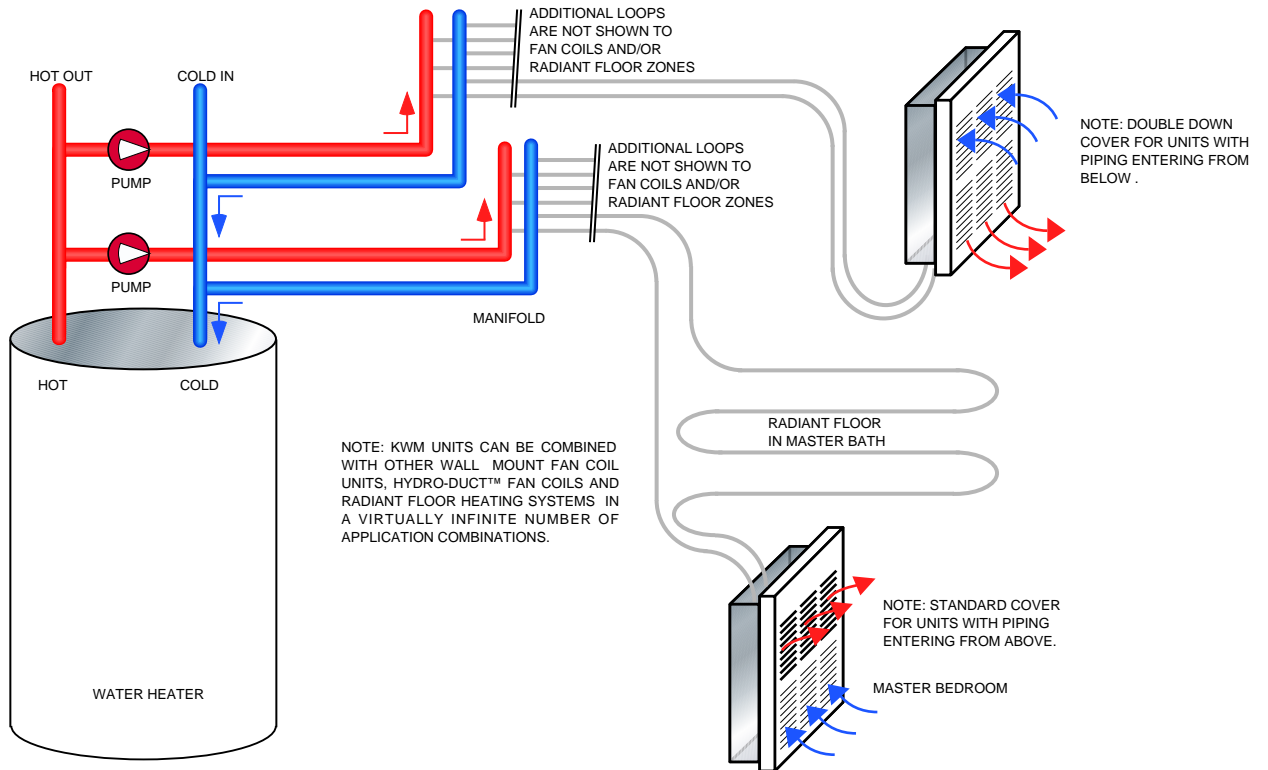 ADDITIONAL LOOPS
ARE NOT SHOWN TO
FAN COILS AND/OR
RADIANT FLOOR ZONES
HOT OUT
COLD IN
NOTE: DOUBLE DOWN
COVER FOR UNITS WITH
PIPING ENTERING FROM
BELOW .
PUMP
ADDITIONAL LOOPS
ARE NOT SHOWN TO
FAN COILS AND/OR
RADIANT FLOOR ZONES
PUMP
MANIFOLD
HOT
COLD
RADIANT FLOOR
IN MASTER BATH
NOTE: KWM UNITS CAN BE COMBINED
WITH OTHER WALL MOUNT FAN COIL
UNITS, HYDRO-DUCT™ FAN COILS AND
RADIANT FLOOR HEATING SYSTEMS IN
A VIRTUALLY INFINITE NUMBER OF
APPLICATION COMBINATIONS.
NOTE: STANDARD COVER
FOR UNITS WITH PIPING
ENTERING FROM ABOVE.
MASTER BEDROOM
WATER HEATER